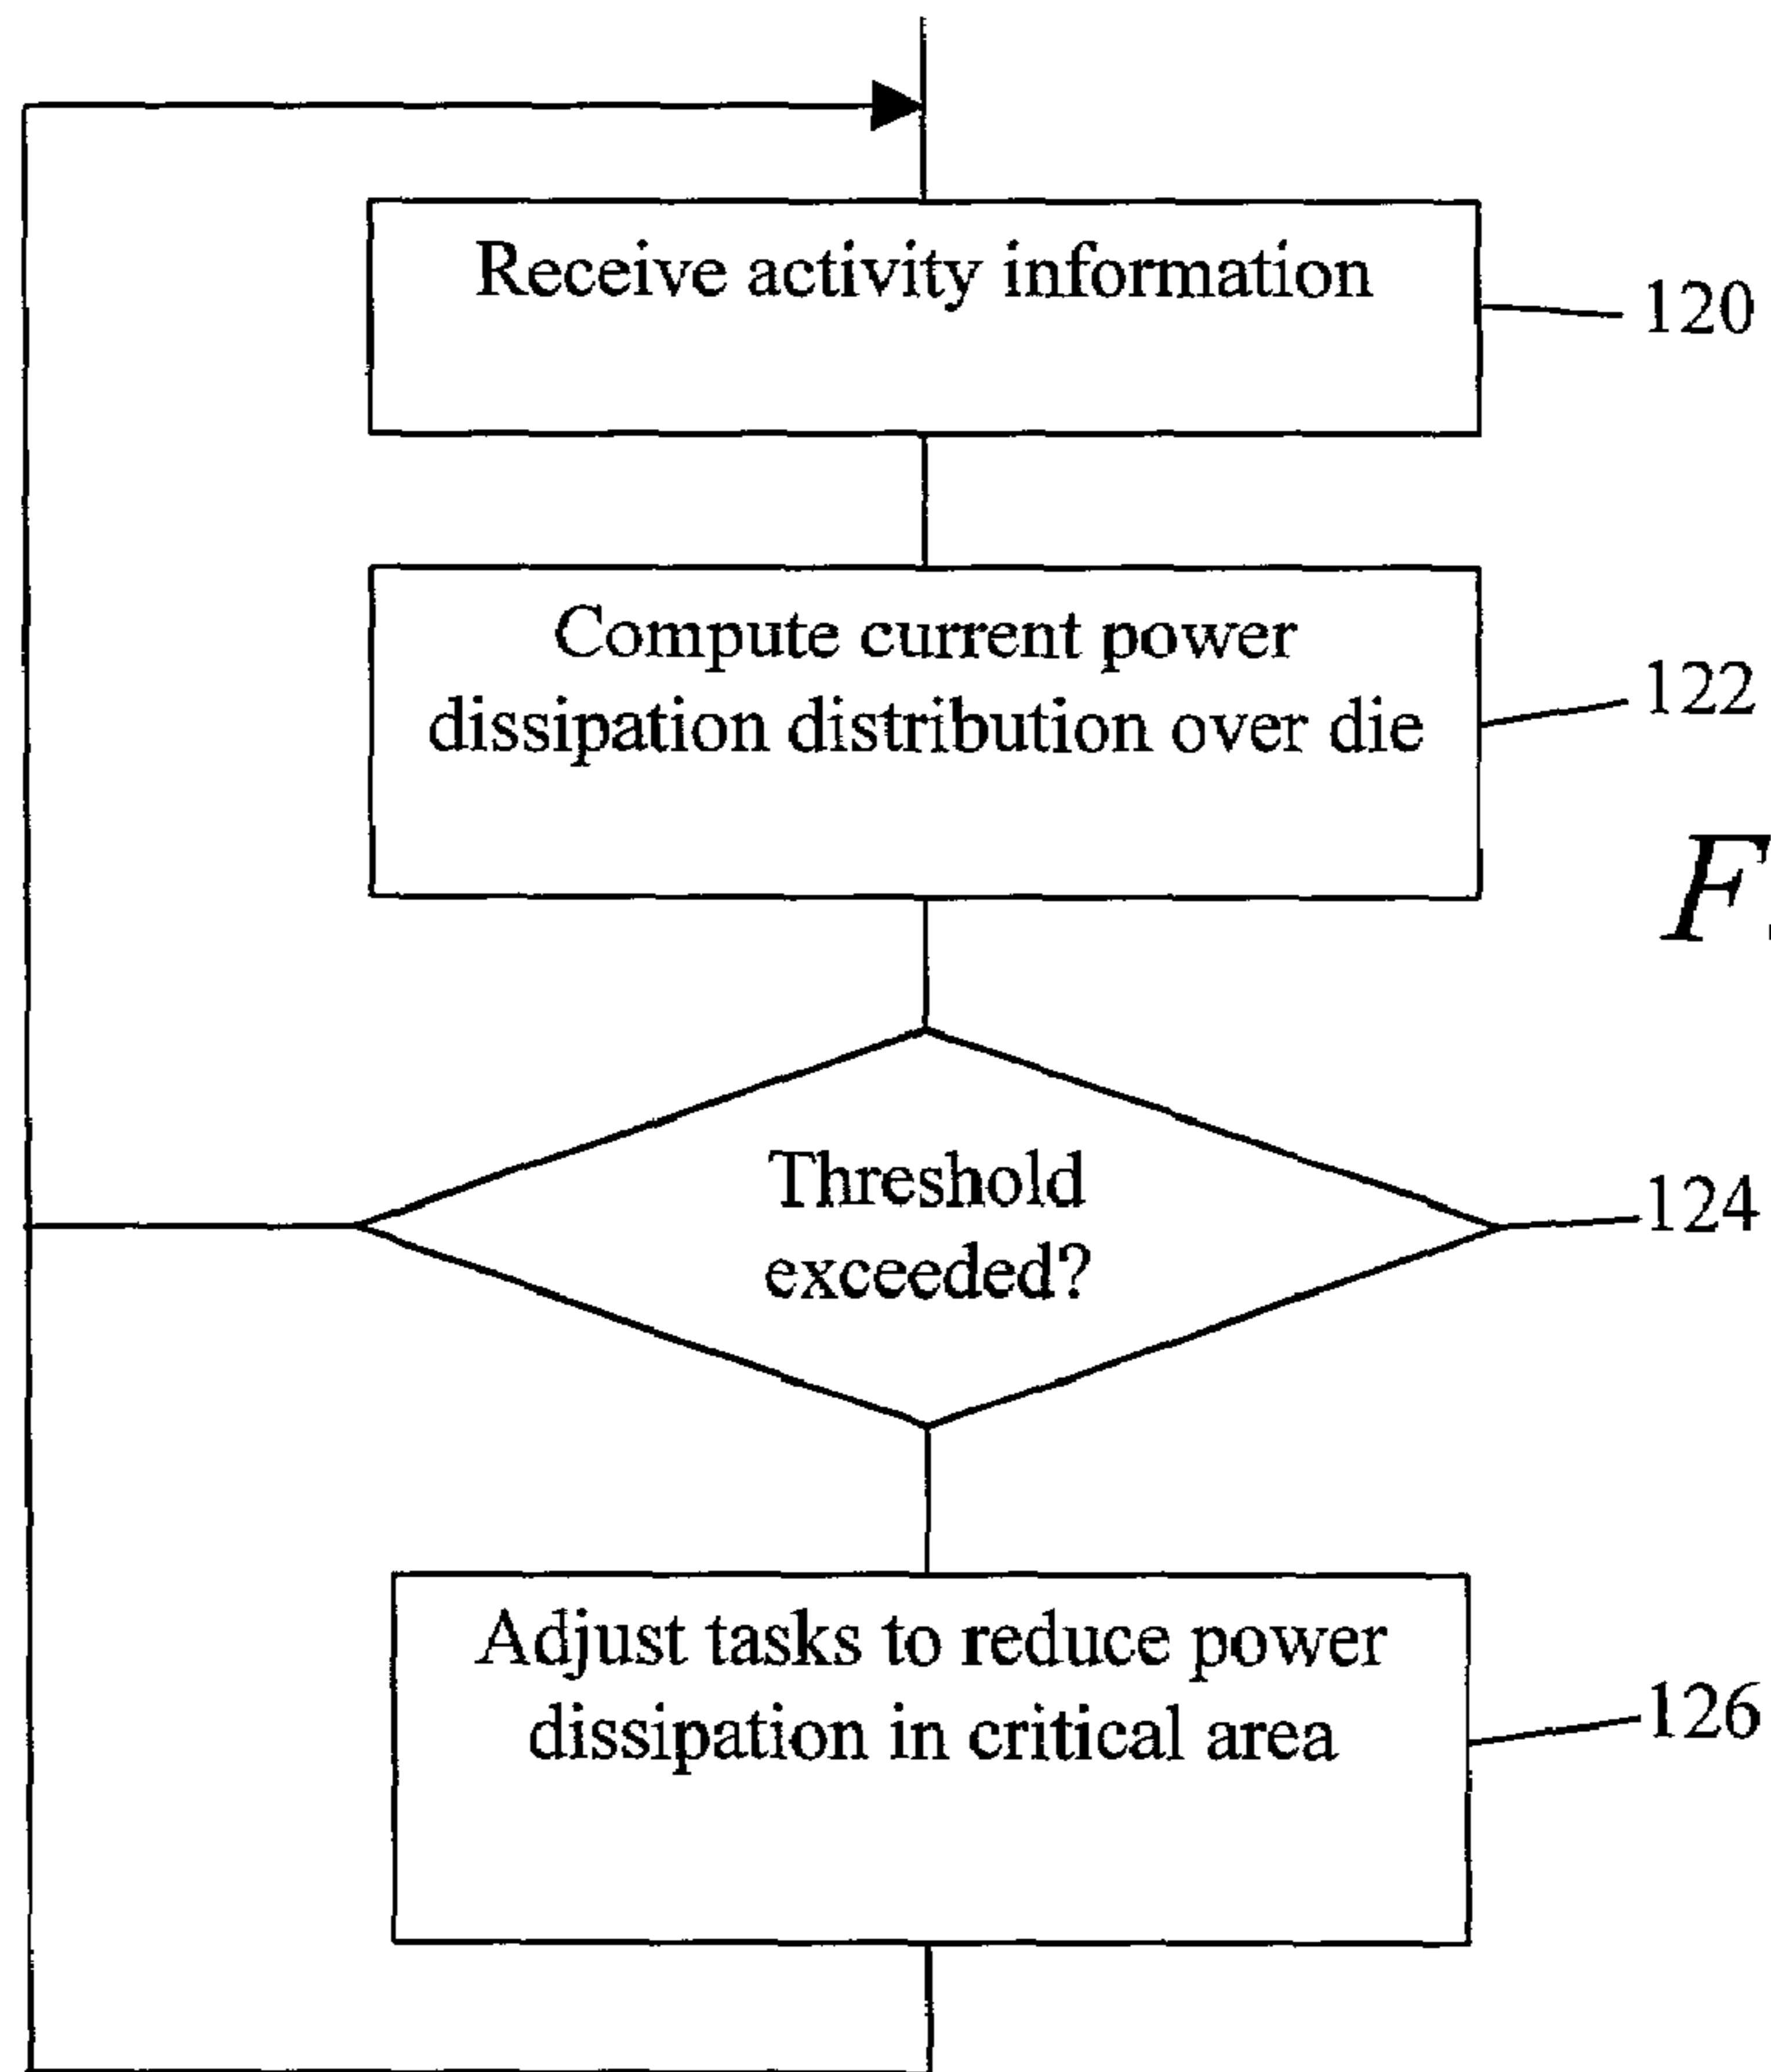 Receive activity information
120
Compute current power
dissipation distribution over die
122
F
Threshold
exceeded?
124
Adjust tasks to reduce power
dissipation in critical area
126